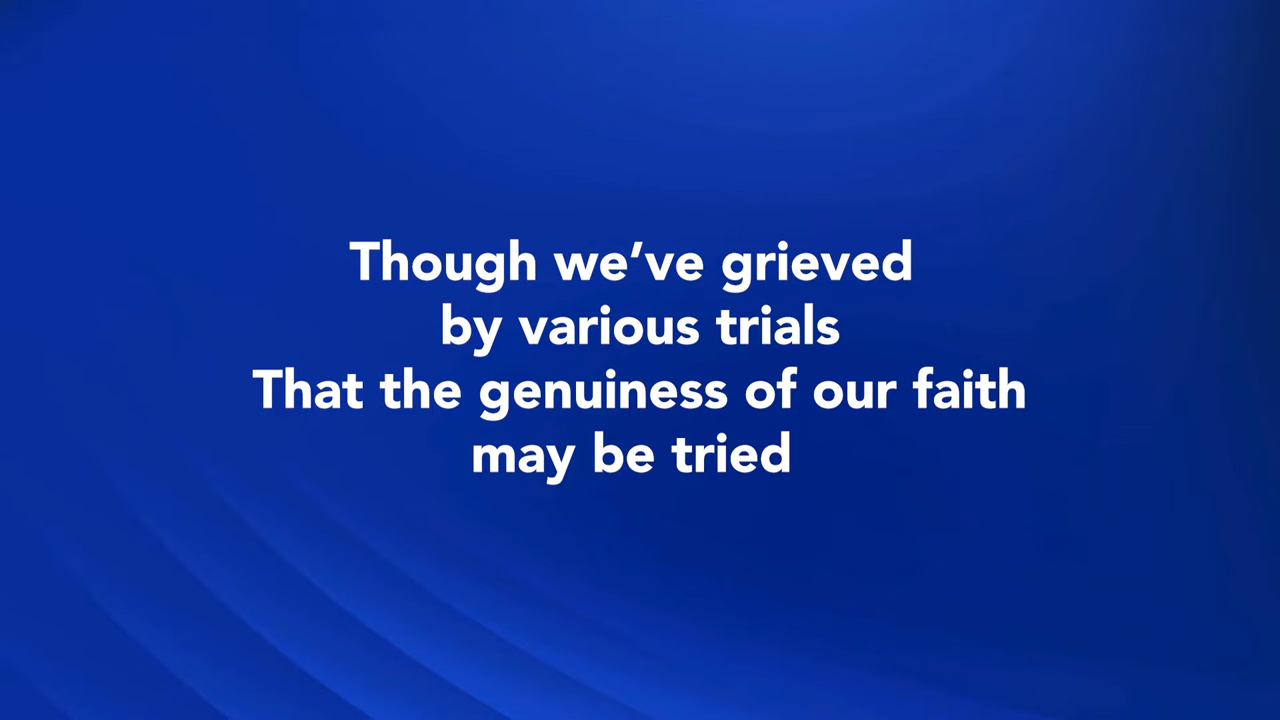 Though we’ve grieved
by various trials
That the genuiness of our faith
may be tried